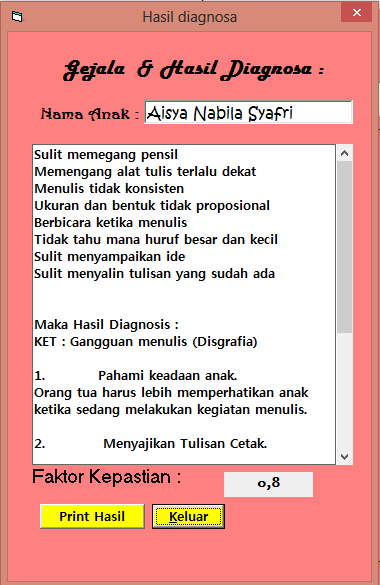 Hasil diagnosa
Gejala & Hasil Diagnosa :
Nama Anak : Aisya Nabila Syafri
Sulit memegang pensil
Memengang alat tulis terlalu dekat
Menulis tidak konsisten
Ukuran dan bentuk tidak proposional
Berbicara ketika menulis
Tidak tahu mana huruf besar dan kecil
Sulit menyampaikan ide
Sulit menyalin tulisan yang sudah ada
Maka Hasil Diagnosis :
KET : Gangguan menulis (Disgrafia)
1. Pahami keadaan anak.
Orang tua harus lebih memperhatikan anak
ketika sedang melakukan kegiatan menulis.
2. Menyajikan Tulisan Cetak.
Faktor Kepastian : 0,8
Print Hasil Keluar